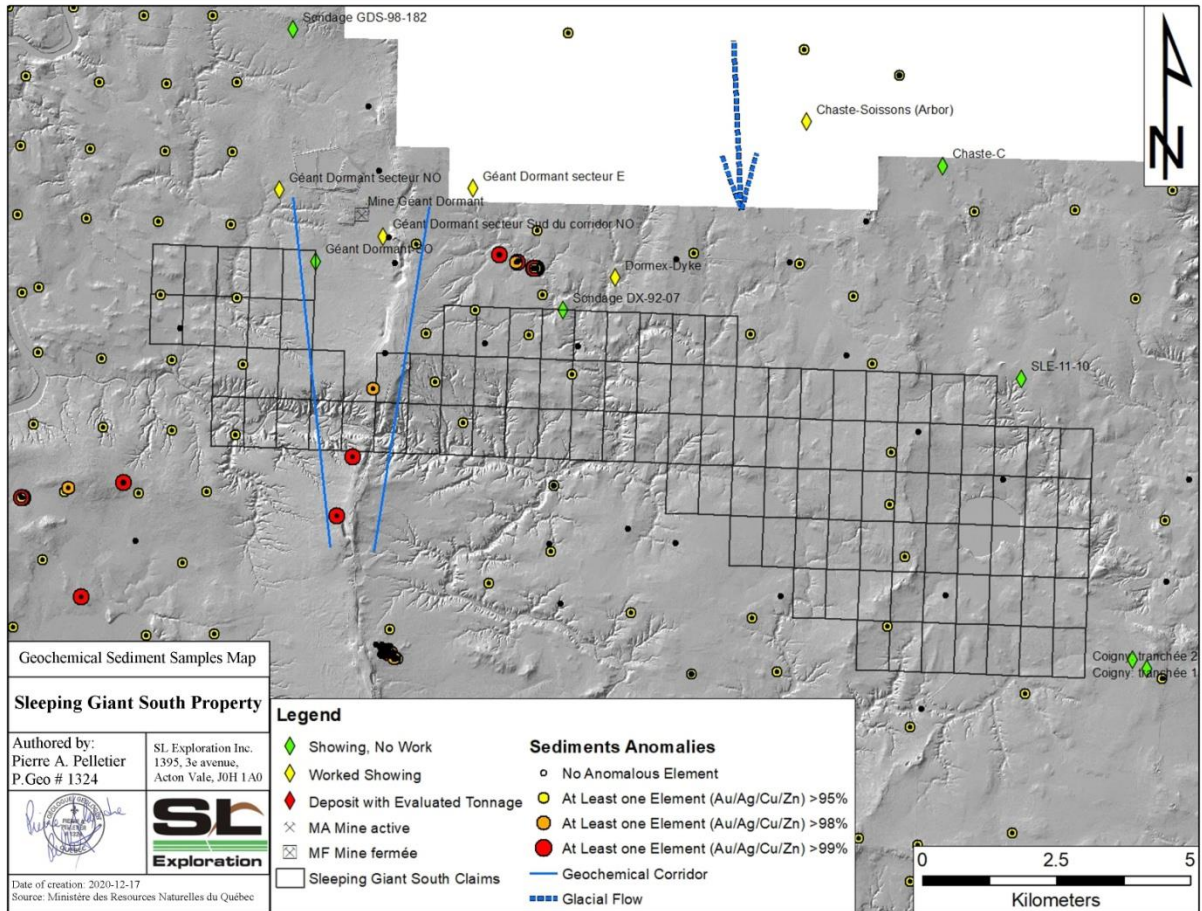 Sondage GDS-98-182
Chaste-Soissons (Arbor)
N
Chaste-C
Géant Dormant secteur NO
Géant Dormant secteur E
Mine Géant Dormant
Géant Dormant secteur Sud du corridor NO
Géant Dormant-SO
Dormex-Dyke
Sondage DX-92-07
SLE-11-10
Coigny: tranchée 2
Coigny: tranchée 1
Geochemical Sediment Samples Map
Sleeping Giant South Property
Authored by:
Pierre A. Pelletier
P.Geo # 1324
SL Exploration Inc.
1395, 3e avenue,
Acton Vale, J0H 1A0
SL
Exploration
Date of creation: 2020-12-17
Source: Ministère des Resources Naturelles du Québec
Legend
Showing, No Work
Worked Showing
Deposit with Evaluated Tonnage
MA Mine active
MF Mine fermée
Sleeping Giant South Claims
Sediments Anomalies
No Anomalous Element
At Least one Element (Au/Ag/Cu/Zn) >95%
At Least one Element (Au/Ag/Cu/Zn) >98%
At Least one Element (Au/Ag/Cu/Zn) >99%
Geochemical Corridor
Glacial Flow
0 2.5 5
Kilometers